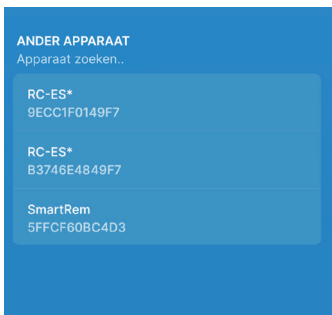 ANDER APPARAAT
Apparaat zoeken..
RC-ES*
9ECC1F0149F7
RC-ES*
B3746E4849F7
SmartRem
5FFCF60BC4D3